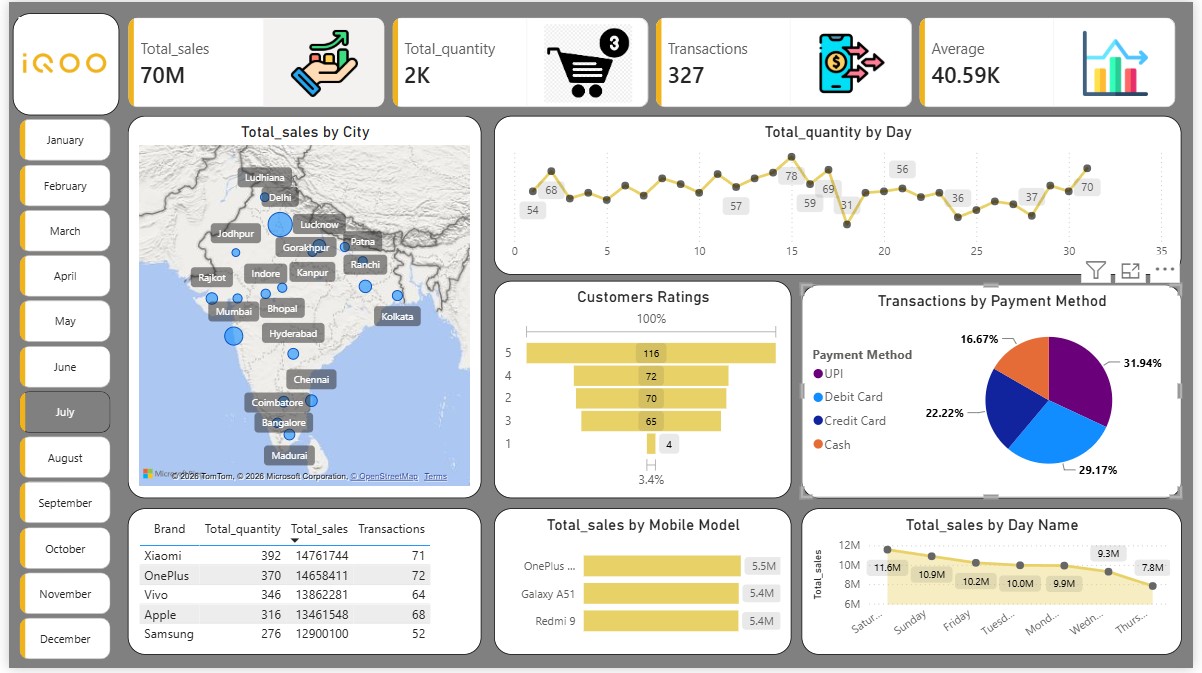 iQOO
Total_sales
70M
Total_quantity
2K
3
Transactions
327
$
Average
40.59K
January
February
March
April
May
June
July
August
September
October
November
December
Total_sales by City
Ludhiana
Delhi
Lucknow
Jodhpur
Gorakhpur
Patna
Ranchi
Rajkot
Indore
Kanpur
Mumbai
Bhopal
Kolkata
Hyderabad
Chennai
Coimbatore
Bangalore
Madurai
© 2026 TomTom, © 2026 Microsoft Corporation, © OpenStreetMap Terms
Total_quantity by Day
54 68 57 78 59 69 31 56 36 37 70
0 5 10 15 20 25 30 35
Customers Ratings
100%
5 116
4 72
2 70
3 65
1 4
3.4%
Transactions by Payment Method
Payment Method
UPI
Debit Card
Credit Card
Cash
16.67%
31.94%
22.22%
29.17%
Brand Total_quantity Total_sales Transactions
Xiaomi 392 14761744 71
OnePlus 370 14658411 72
Vivo 346 13862281 64
Apple 316 13461548 68
Samsung 276 12900100 52
Total_sales by Mobile Model
OnePlus ... 5.5M
Galaxy A51 5.4M
Redmi 9 5.4M
Total_sales by Day Name
Total_sales
12M
10M
8M
6M
11.6M 10.9M 10.2M 10.0M 9.9M 9.3M 7.8M
Satur... Sunday Friday Tuesd... Mond... Wedn... Thurs...